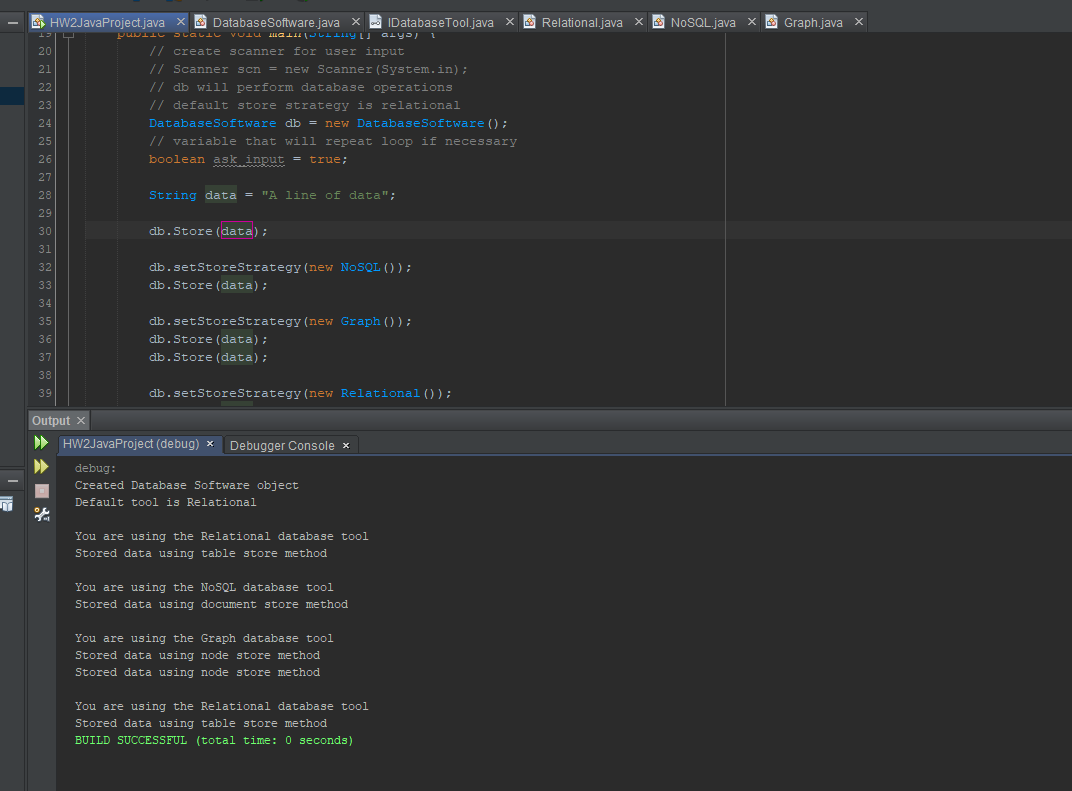 HW2JavaProject.java DatabaseSoftware.java IDatabaseTool.java Relational.java NoSQL.java Graph.java
19 public static void main(String[] args) {
20 // create scanner for user input
21 // Scanner scn = new Scanner(System.in);
22 // db will perform database operations
23 // default store strategy is relational
24 DatabaseSoftware db = new DatabaseSoftware();
25 // variable that will repeat loop if necessary
26 boolean ask_input = true;
27
28 String data = "A line of data";
29
30 db.Store(data);
31
32 db.setStoreStrategy(new NoSQL());
33 db.Store(data);
34
35 db.setStoreStrategy(new Graph());
36 db.Store(data);
37 db.Store(data);
38
39 db.setStoreStrategy(new Relational());
Output
HW2JavaProject (debug) Debugger Console
debug:
Created Database Software object
Default tool is Relational
You are using the Relational database tool
Stored data using table store method
You are using the NoSQL database tool
Stored data using document store method
You are using the Graph database tool
Stored data using node store method
Stored data using node store method
You are using the Relational database tool
Stored data using table store method
BUILD SUCCESSFUL (total time: 0 seconds)